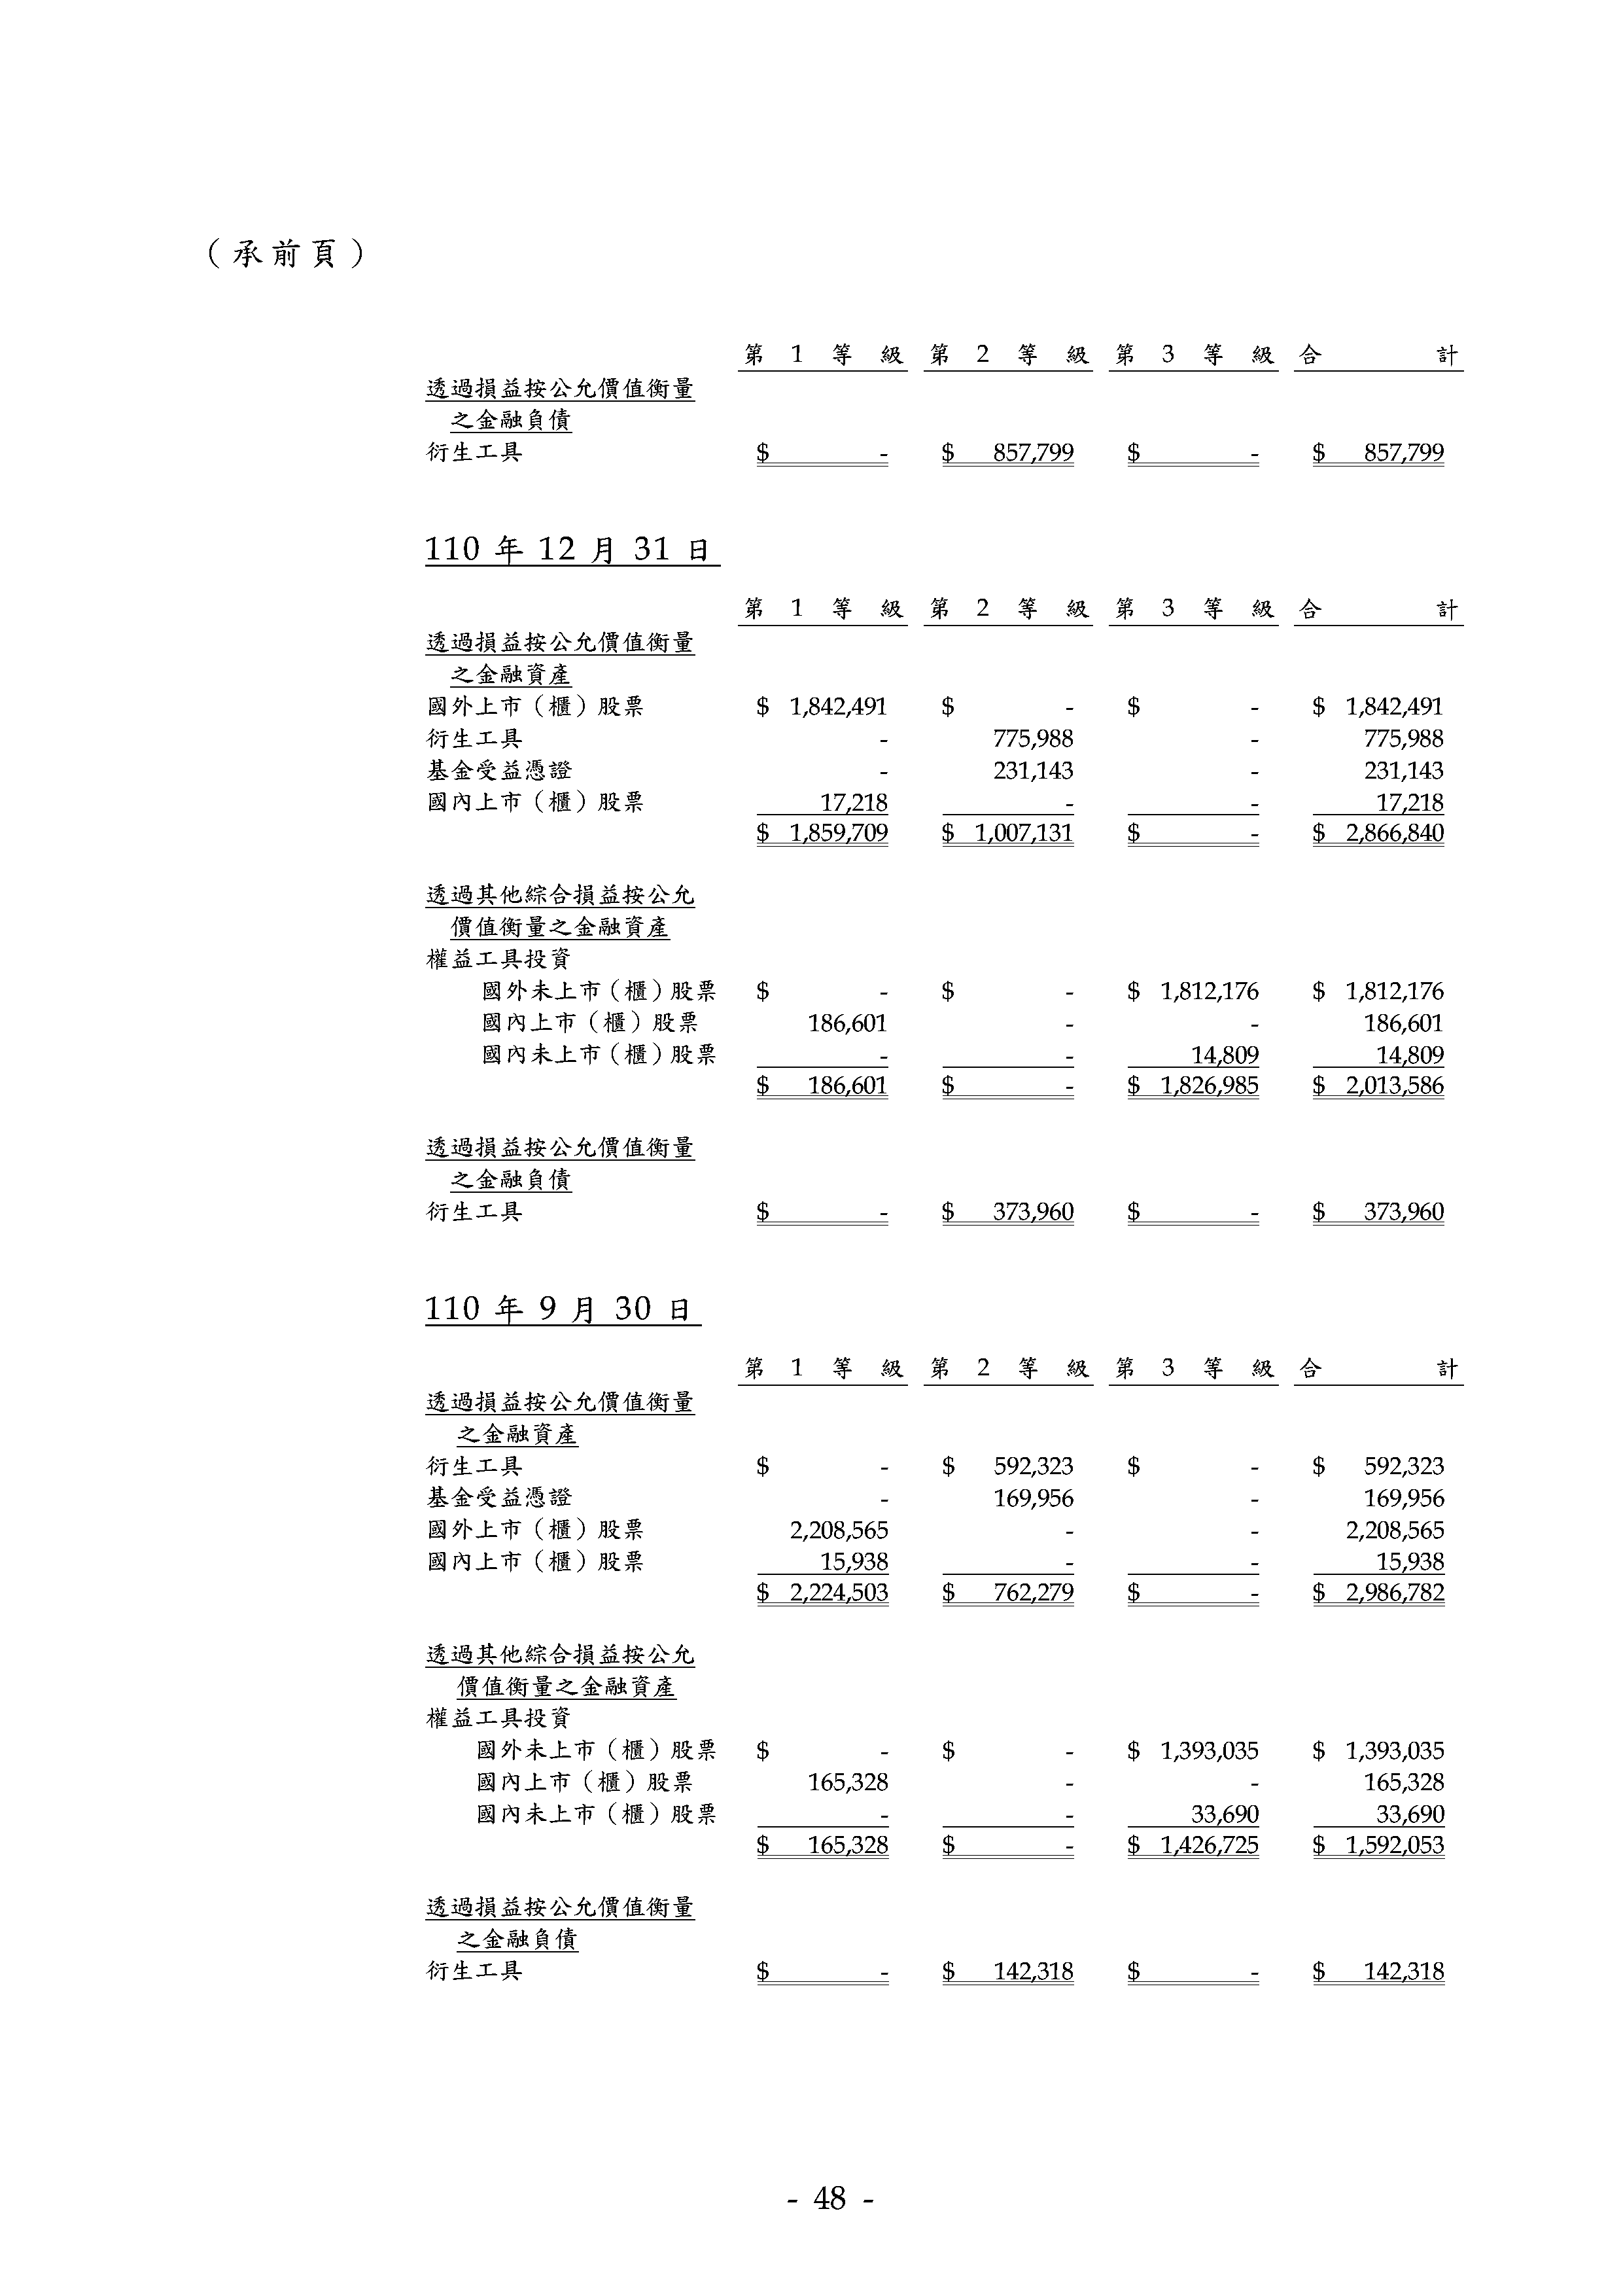 （承前頁）
第1等級 第2等級 第3等級 合計
透過損益按公允價值衡量
之金融負債
衍生工具 $ - $ 857,799 $ - $ 857,799
110 年 12 月 31 日
第1等級 第2等級 第3等級 合計
透過損益按公允價值衡量
之金融資產
國外上市（櫃）股票 $ 1,842,491 $ - $ - $ 1,842,491
衍生工具 - 775,988 - 775,988
基金受益憑證 - 231,143 - 231,143
國內上市（櫃）股票 17,218 - - 17,218
$ 1,859,709 $ 1,007,131 $ - $ 2,866,840
透過其他綜合損益按公允
價值衡量之金融資產
權益工具投資
國外未上市（櫃）股票 $ - $ - $ 1,812,176 $ 1,812,176
國內上市（櫃）股票 186,601 - - 186,601
國內未上市（櫃）股票 - - 14,809 14,809
$ 186,601 $ - $ 1,826,985 $ 2,013,586
透過損益按公允價值衡量
之金融負債
衍生工具 $ - $ 373,960 $ - $ 373,960
110 年 9 月 30 日
第1等級 第2等級 第3等級 合計
透過損益按公允價值衡量
之金融資產
衍生工具 $ - $ 592,323 $ - $ 592,323
基金受益憑證 - 169,956 - 169,956
國外上市（櫃）股票 2,208,565 - - 2,208,565
國內上市（櫃）股票 15,938 - - 15,938
$ 2,224,503 $ 762,279 $ - $ 2,986,782
透過其他綜合損益按公允
價值衡量之金融資產
權益工具投資
國外未上市（櫃）股票 $ - $ - $ 1,393,035 $ 1,393,035
國內上市（櫃）股票 165,328 - - 165,328
國內未上市（櫃）股票 - - 33,690 33,690
$ 165,328 $ - $ 1,426,725 $ 1,592,053
透過損益按公允價值衡量
之金融負債
衍生工具 $ - $ 142,318 $ - $ 142,318
- 48 -